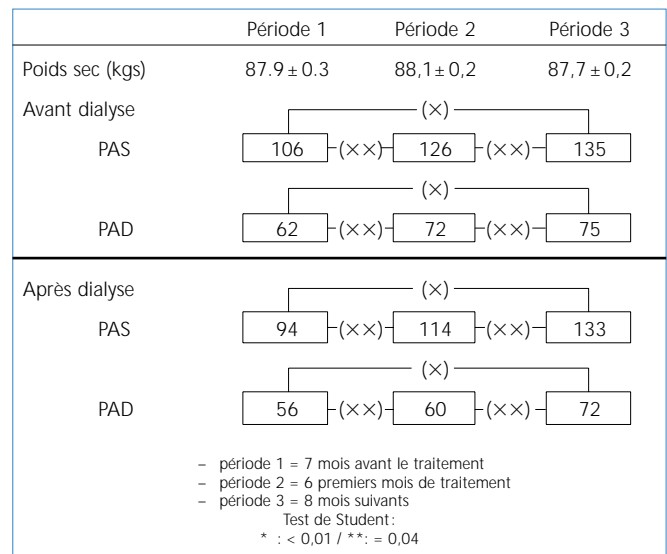 Période 1 Période 2 Période 3
Poids sec (kgs) 87.9 ± 0.3 88,1 ± 0,2 87,7 ± 0,2
Avant dialyse (×)
PAS 106 (××) 126 (××) 135
(×)
PAD 62 (××) 72 (××) 75
Après dialyse (×)
PAS 94 (××) 114 (××) 133
(×)
PAD 56 (××) 60 (××) 72
– période 1 = 7 mois avant le traitement
– période 2 = 6 premiers mois de traitement
– période 3 = 8 mois suivants
Test de Student:
* : < 0,01 / **: = 0,04